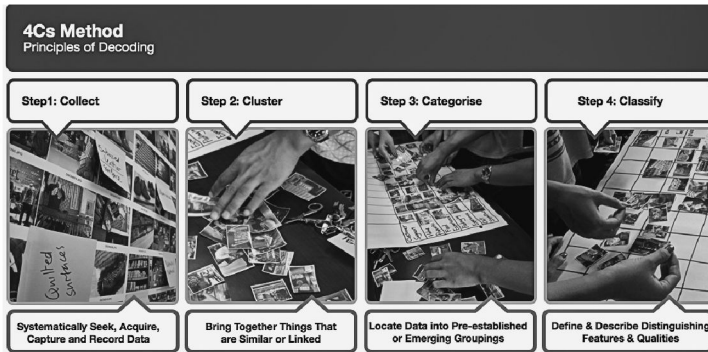 4Cs Method
Principles of Decoding
Step1: Collect
Step 2: Cluster
Step 3: Categorise
Step 4: Classify
Quilted
surfaces
Systematically Seek, Acquire,
Capture and Record Data
Bring Together Things That
are Similar or Linked
Locate Data into Pre-established
or Emerging Groupings
Define & Describe Distinguishing
Features & Qualities